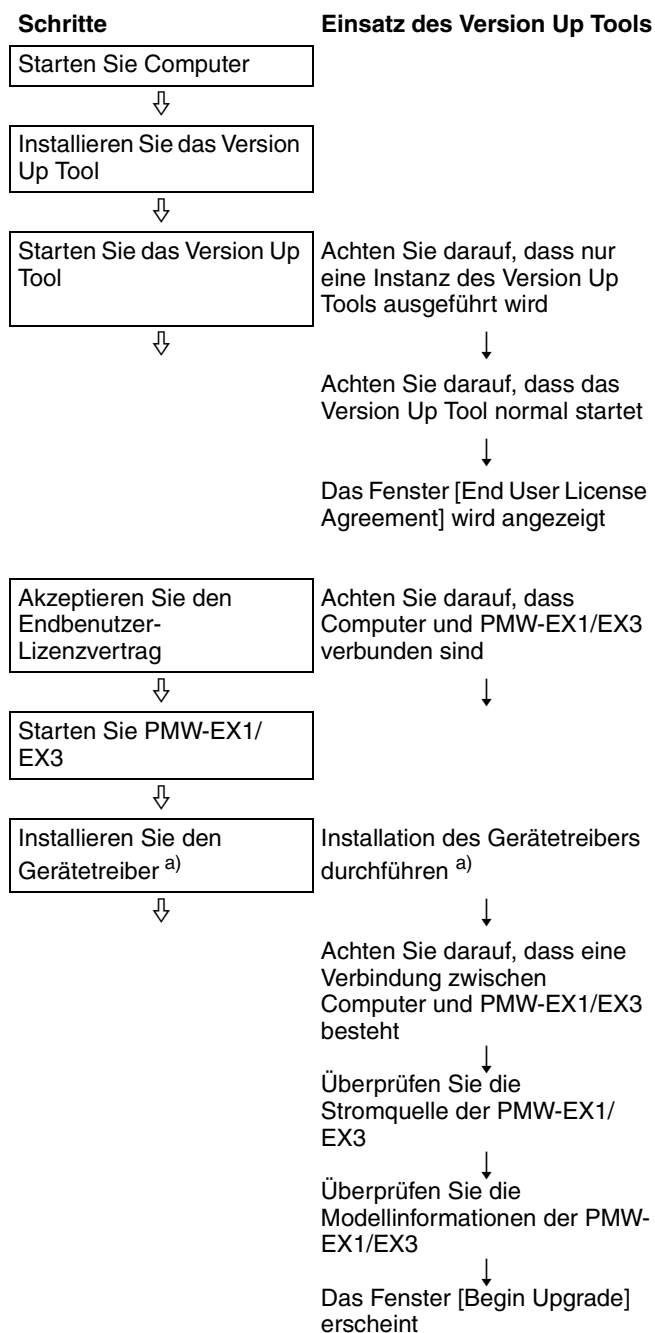 Schritte
Einsatz des Version Up Tools
Starten Sie Computer
Installieren Sie das Version
Up Tool
Starten Sie das Version Up
Tool
Achten Sie darauf, dass nur
eine Instanz des Version Up
Tools ausgeführt wird
Achten Sie darauf, dass das
Version Up Tool normal startet
Das Fenster [End User License
Agreement] wird angezeigt
Akzeptieren Sie den
Endbenutzer-
Lizenzvertrag
Achten Sie darauf, dass
Computer und PMW-EX1/EX3
verbunden sind
Starten Sie PMW-EX1/
EX3
Installieren Sie den
Gerätetreiber a)
Installation des Gerätetreibers
durchführen a)
Achten Sie darauf, dass eine
Verbindung zwischen
Computer und PMW-EX1/EX3
besteht
Überprüfen Sie die
Stromquelle der PMW-EX1/
EX3
Überprüfen Sie die
Modellinformationen der PMW-
EX1/EX3
Das Fenster [Begin Upgrade]
erscheint